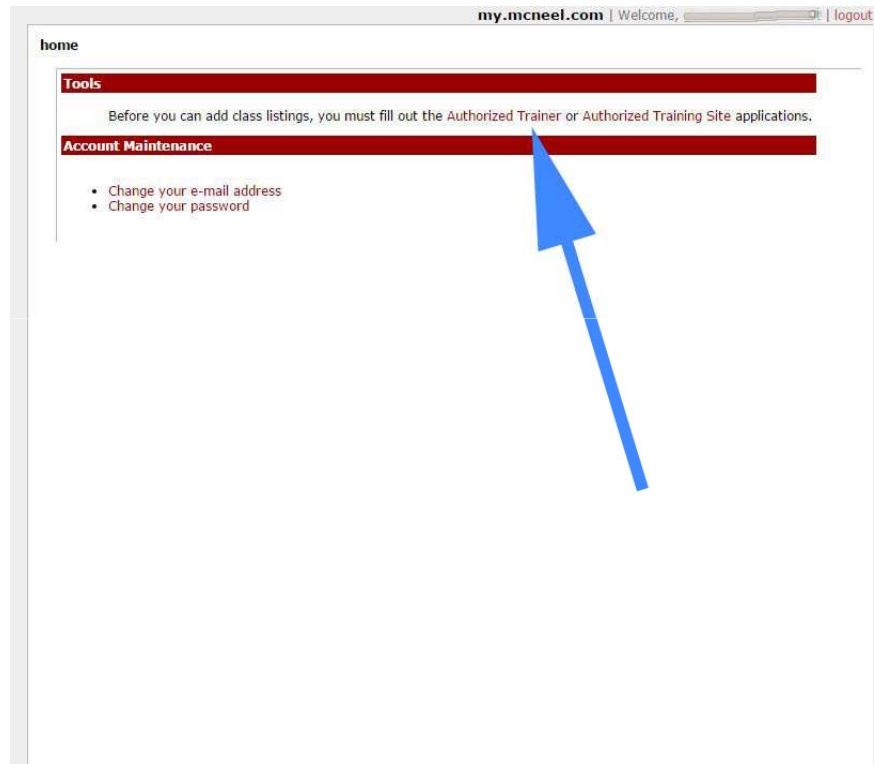 my.mcneel.com | Welcome, | logout
home
Tools
Before you can add class listings, you must fill out the Authorized Trainer or Authorized Training Site applications.
Account Maintenance
• Change your e-mail address
• Change your password